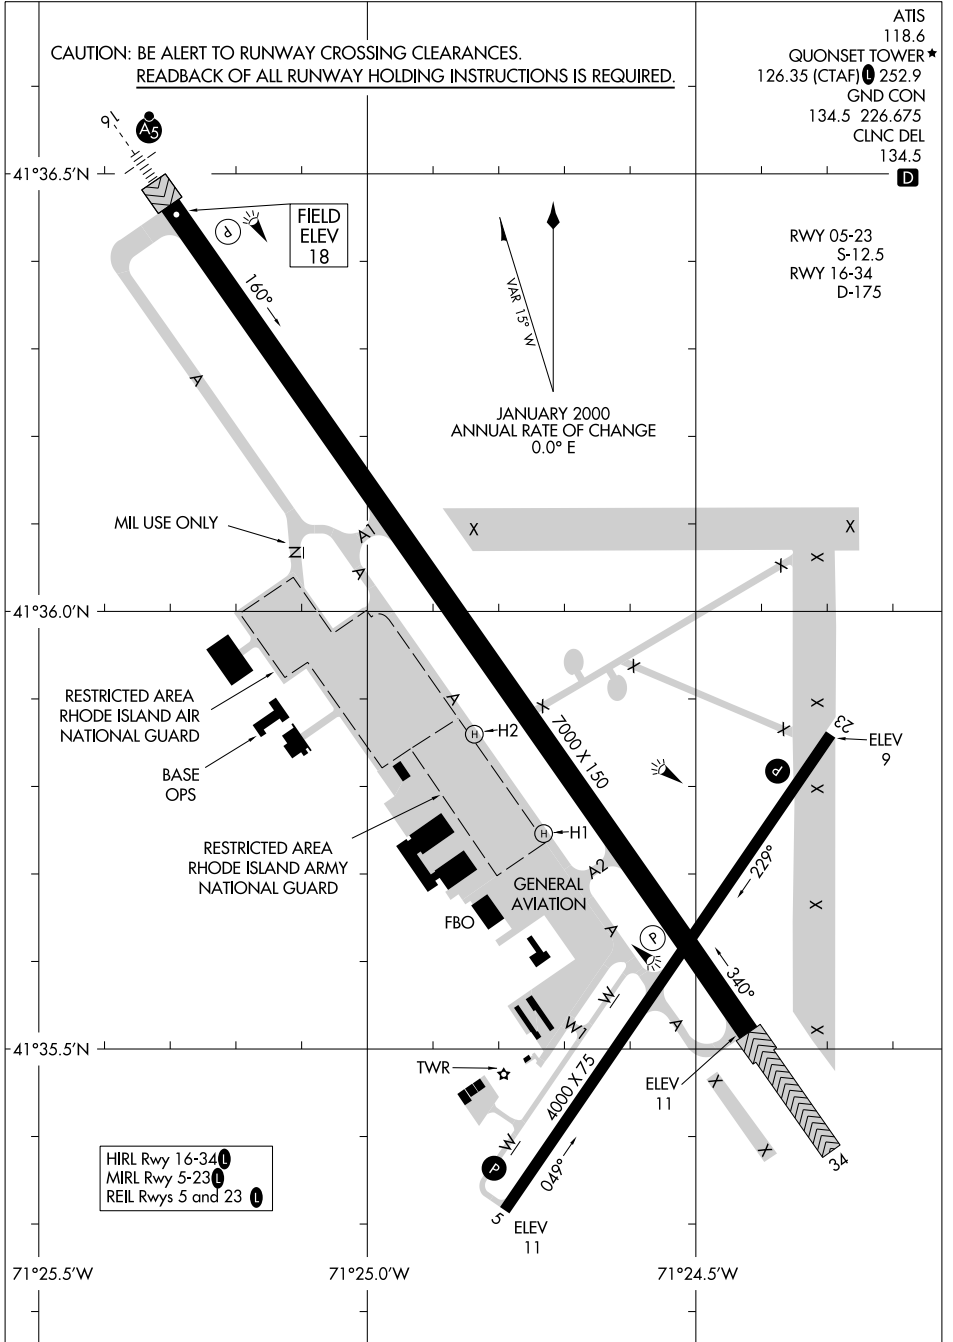 ATIS
118.6
QUONSET TOWER★
126.35 (CTAF) L 252.9
GND CON
134.5 226.675
CLNC DEL
134.5
D
CAUTION: BE ALERT TO RUNWAY CROSSING CLEARANCES.
READBACK OF ALL RUNWAY HOLDING INSTRUCTIONS IS REQUIRED.
16
A5
41°36.5'N
FIELD
ELEV
18
P
160°
VAR 15° W
JANUARY 2000
ANNUAL RATE OF CHANGE
0.0° E
RWY 05-23
S-12.5
RWY 16-34
D-175
A
MIL USE ONLY
N
A1
A
X
X
X
X
41°36.0'N
X
RESTRICTED AREA
RHODE ISLAND AIR
NATIONAL GUARD
A
X
X
X
23
H
H2
7000 X 150
ELEV
9
BASE
OPS
P
X
RESTRICTED AREA
RHODE ISLAND ARMY
NATIONAL GUARD
H
H1
A2
229°
GENERAL
AVIATION
FBO
A
P
X
340°
W
W1
A
X
41°35.5'N
TWR
4000 X 75
ELEV
11
X
X
34
W
P
049°
5
ELEV
11
HIRL Rwy 16-34 L
MIRL Rwy 5-23 L
REIL Rwys 5 and 23 L
71°25.5'W
71°25.0'W
71°24.5'W